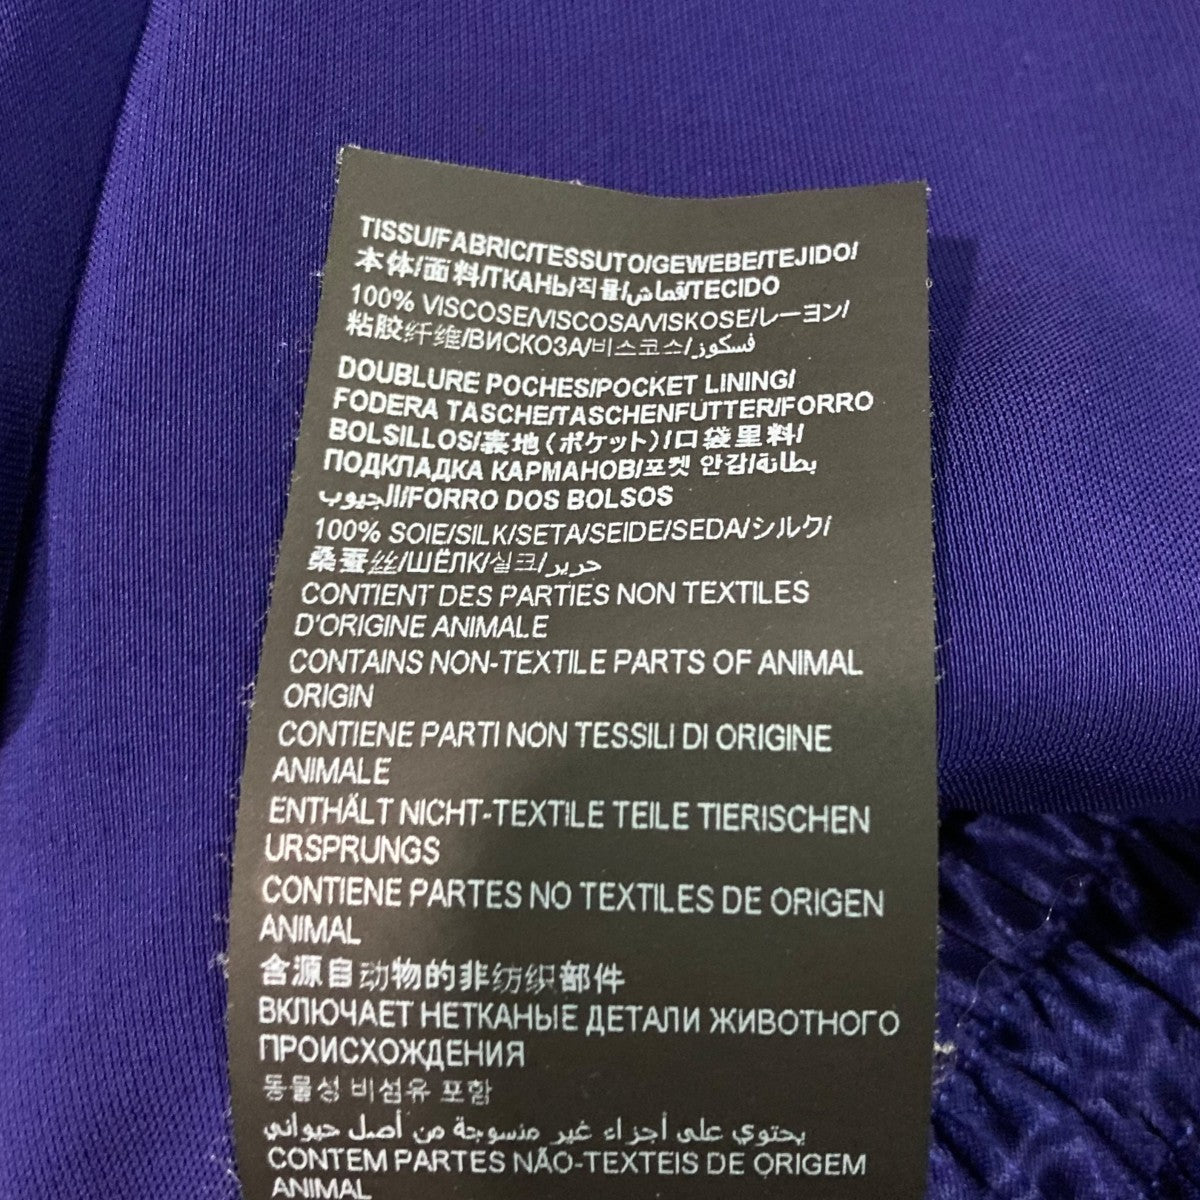 TISSU/FABRIC/TESSUTO/GEWEBE/TEJIDO/
本体/面料/ТКАНЬ/직물/قماش/TECIDO
100% VISCOSE/VISCOSA/VISKOSE/レーヨン/
粘胶纤维/ВИСКОЗА/비스코스/فسكوز
DOUBLURE POCHES/POCKET LINING/
FODERA TASCHE/TASCHENFUTTER/FORRO
BOLSILLOS/裏地(ポケット)/口袋里料/
ПОДКЛАДКА КАРМАНОВ/포켓 안감/بطانة
الجيوب/FORRO DOS BOLSOS
100% SOIE/SILK/SETA/SEIDE/SEDA/シルク/
桑蚕丝/ШЁЛК/실크/حرير
CONTIENT DES PARTIES NON TEXTILES
D'ORIGINE ANIMALE
CONTAINS NON-TEXTILE PARTS OF ANIMAL
ORIGIN
CONTIENE PARTI NON TESSILI DI ORIGINE
ANIMALE
ENTHÄLT NICHT-TEXTILE TEILE TIERISCHEN
URSPRUNGS
CONTIENE PARTES NO TEXTILES DE ORIGEN
ANIMAL
含源自动物的非纺织部件
ВКЛЮЧАЕТ НЕТКАНЫЕ ДЕТАЛИ ЖИВОТНОГО
ПРОИСХОЖДЕНИЯ
동물성 비섬유 포함
يحتوي على أجزاء غير منسوجة من أصل حيواني
CONTEM PARTES NÃO-TEXTEIS DE ORIGEM
ANIMAL